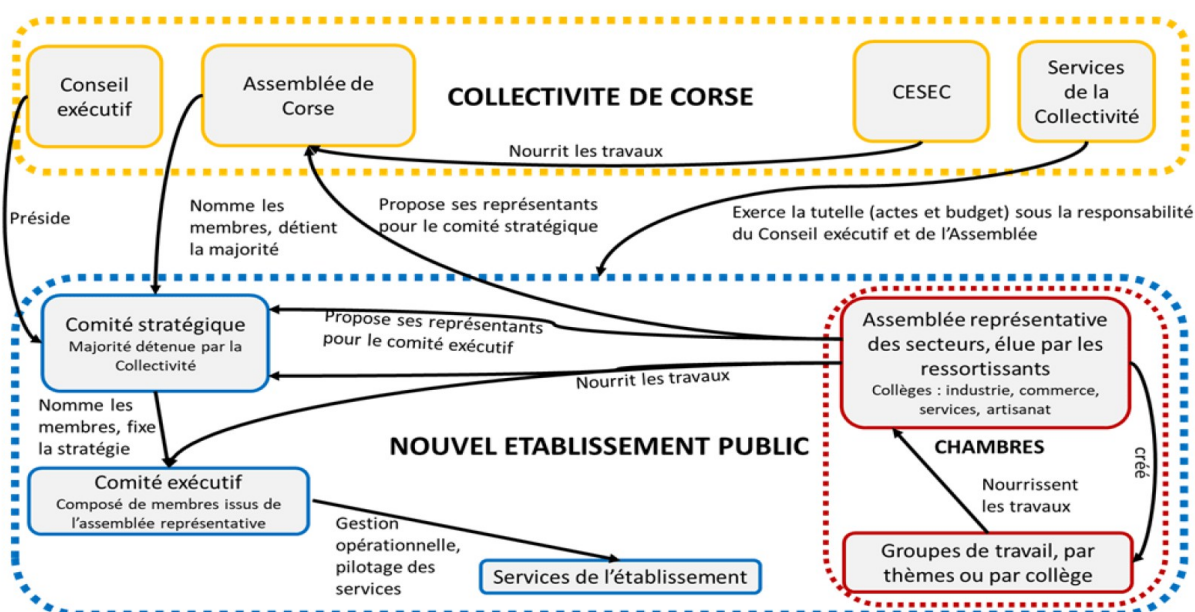 Conseil
exécutif
Assemblée de
Corse
COLLECTIVITE DE CORSE
CESEC
Services
de la
Collectivité
Nourrit les travaux
Préside
Nomme les
membres, détient
la majorité
Propose ses représentants
pour le comité stratégique
Exerce la tutelle (actes et budget) sous la responsabilité
du Conseil exécutif et de l'Assemblée
Comité stratégique
Majorité détenue par la
Collectivité
Propose ses représentants
pour le comité exécutif
Assemblée représentative
des secteurs, élue par les
ressortissants
Collèges : industrie, commerce,
services, artisanat
Nourrit les travaux
Nomme les
membres, fixe
la stratégie
NOUVEL ETABLISSEMENT PUBLIC
CHAMBRES
créé
Comité exécutif
Composé de membres issus de
l'assemblée représentative
Nourrissent
les travaux
Gestion
opérationnelle,
pilotage des
services
Services de l'établissement
Groupes de travail, par
thèmes ou par collège